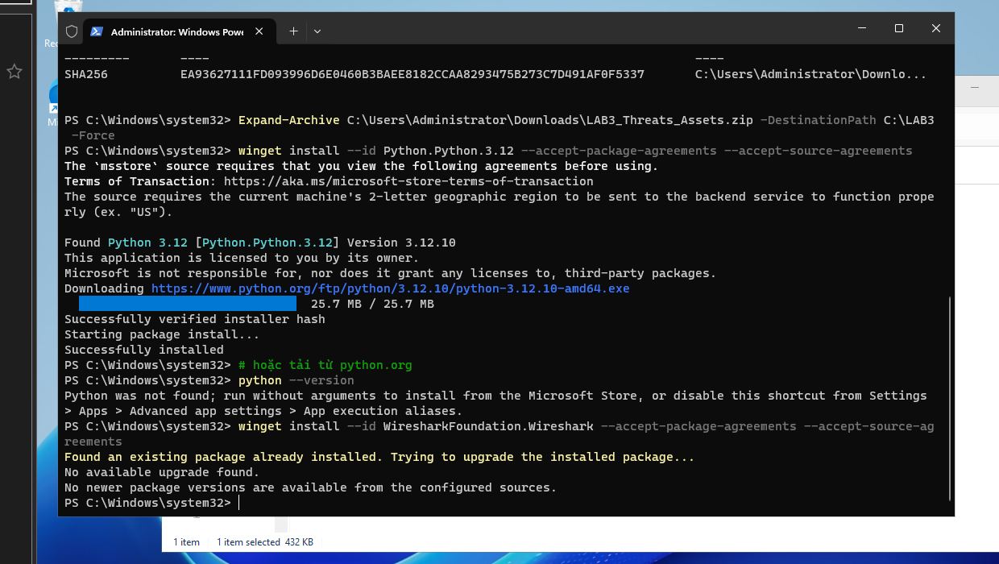 Rec
Mi
Administrator: Windows Powe
---------       ----                                                                   ----
SHA256          EA93627111FD093996D6E0460B3BAEE8182CCAA8293475B273C7D491AF0F5337       C:\Users\Administrator\Downlo...
PS C:\Windows\system32> Expand-Archive C:\Users\Administrator\Downloads\LAB3_Threats_Assets.zip -DestinationPath C:\LAB3
-Force
PS C:\Windows\system32> winget install --id Python.Python.3.12 --accept-package-agreements --accept-source-agreements
The `msstore` source requires that you view the following agreements before using.
Terms of Transaction: https://aka.ms/microsoft-store-terms-of-transaction
The source requires the current machine's 2-letter geographic region to be sent to the backend service to function prope
rly (ex. "US").
Found Python 3.12 [Python.Python.3.12] Version 3.12.10
This application is licensed to you by its owner.
Microsoft is not responsible for, nor does it grant any licenses to, third-party packages.
Downloading https://www.python.org/ftp/python/3.12.10/python-3.12.10-amd64.exe
25.7 MB / 25.7 MB
Successfully verified installer hash
Starting package install...
Successfully installed
PS C:\Windows\system32> # hoặc tải từ python.org
PS C:\Windows\system32> python --version
Python was not found; run without arguments to install from the Microsoft Store, or disable this shortcut from Settings
> Apps > Advanced app settings > App execution aliases.
PS C:\Windows\system32> winget install --id WiresharkFoundation.Wireshark --accept-package-agreements --accept-source-ag
reements
Found an existing package already installed. Trying to upgrade the installed package...
No available upgrade found.
No newer package versions are available from the configured sources.
PS C:\Windows\system32>
1 item 1 item selected 432 KB